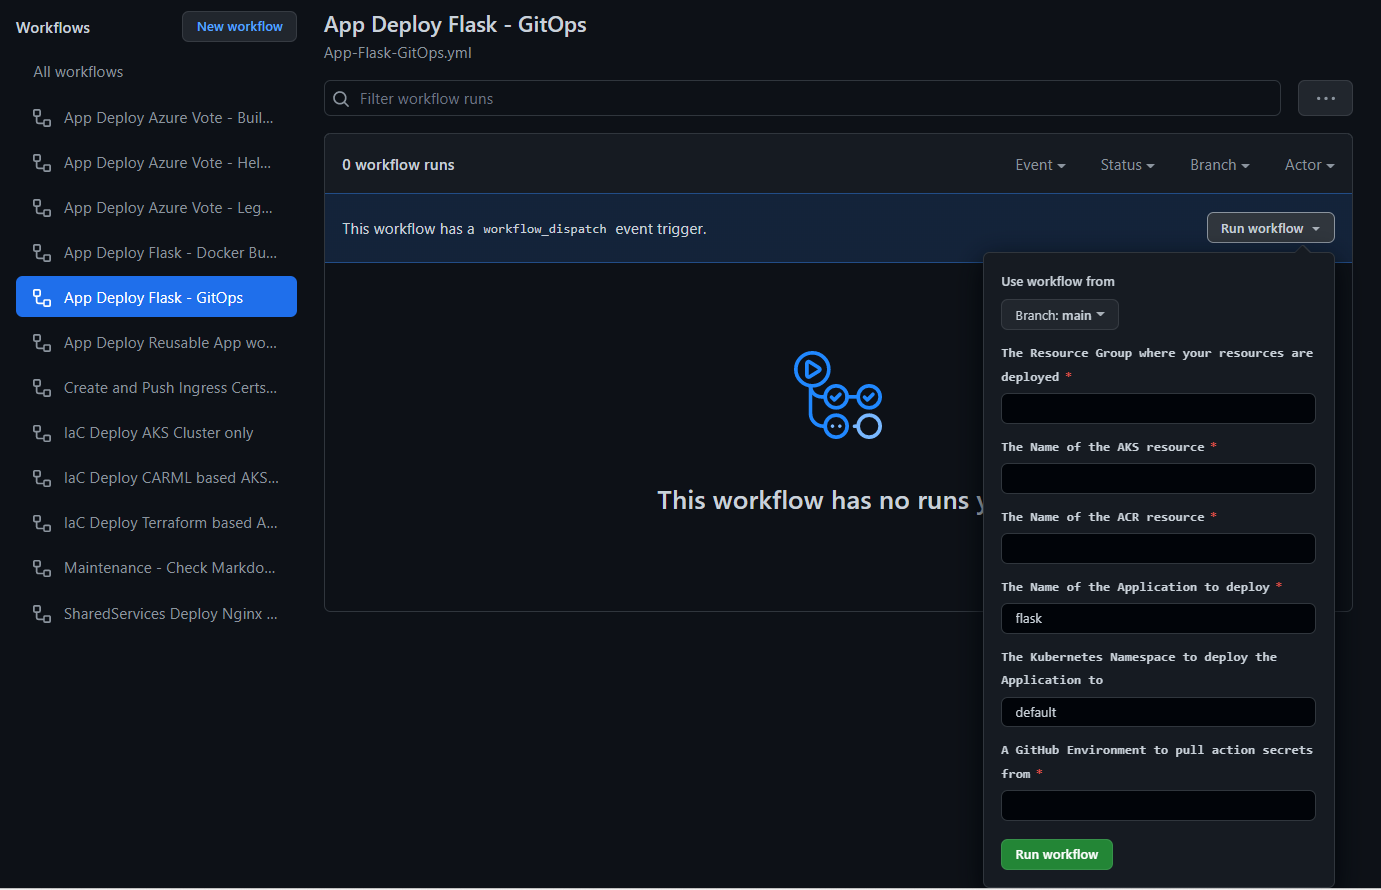 Workflows
New workflow
All workflows
App Deploy Azure Vote - Buil...
App Deploy Azure Vote - Hel...
App Deploy Azure Vote - Leg...
App Deploy Flask - Docker Bu...
App Deploy Flask - GitOps
App Deploy Reusable App wo...
Create and Push Ingress Certs...
IaC Deploy AKS Cluster only
IaC Deploy CARML based AKS...
IaC Deploy Terraform based A...
Maintenance - Check Markdo...
SharedServices Deploy Nginx ...
App Deploy Flask - GitOps
App-Flask-GitOps.yml
Filter workflow runs
0 workflow runs
Event
Status
Branch
Actor
This workflow has a workflow_dispatch event trigger.
Run workflow
This workflow has no runs
Use workflow from
Branch: main
The Resource Group where your resources are
deployed *
The Name of the AKS resource *
The Name of the ACR resource *
The Name of the Application to deploy *
flask
The Kubernetes Namespace to deploy the
Application to
default
A GitHub Environment to pull action secrets
from *
Run workflow